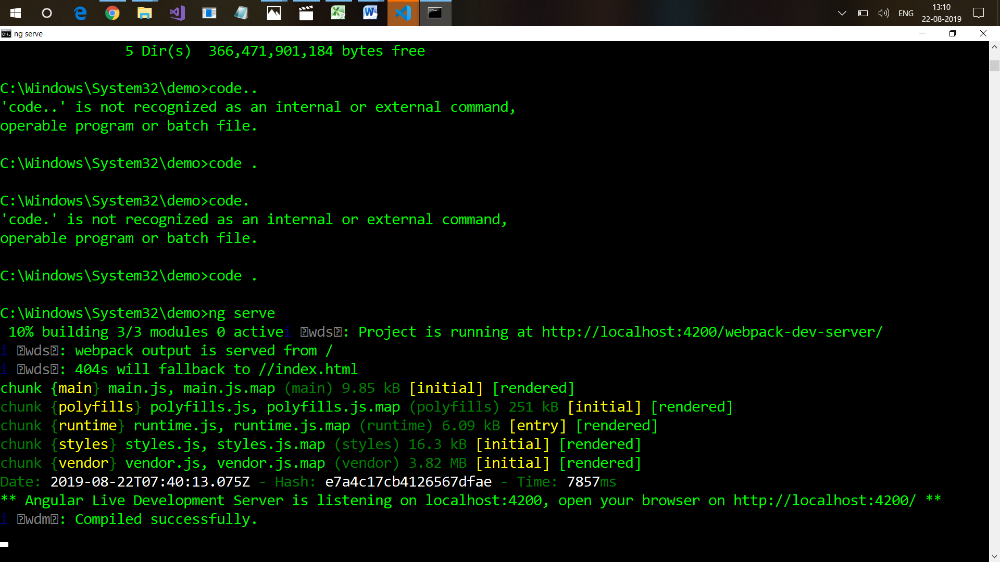 ENG
13:10
22-08-2019
ng serve
5 Dir(s)  366,471,901,184 bytes free
C:\Windows\System32\demo>code..
'code..' is not recognized as an internal or external command,
operable program or batch file.
C:\Windows\System32\demo>code .
C:\Windows\System32\demo>code.
'code.' is not recognized as an internal or external command,
operable program or batch file.
C:\Windows\System32\demo>code .
C:\Windows\System32\demo>ng serve
10% building 3/3 modules 0 activei ⍰wds⍰: Project is running at http://localhost:4200/webpack-dev-server/
i ⍰wds⍰: webpack output is served from /
i ⍰wds⍰: 404s will fallback to //index.html
chunk {main} main.js, main.js.map (main) 9.85 kB [initial] [rendered]
chunk {polyfills} polyfills.js, polyfills.js.map (polyfills) 251 kB [initial] [rendered]
chunk {runtime} runtime.js, runtime.js.map (runtime) 6.09 kB [entry] [rendered]
chunk {styles} styles.js, styles.js.map (styles) 16.3 kB [initial] [rendered]
chunk {vendor} vendor.js, vendor.js.map (vendor) 3.82 MB [initial] [rendered]
Date: 2019-08-22T07:40:13.075Z - Hash: e7a4c17cb4126567dfae - Time: 7857ms
** Angular Live Development Server is listening on localhost:4200, open your browser on http://localhost:4200/ **
i ⍰wdm⍰: Compiled successfully.